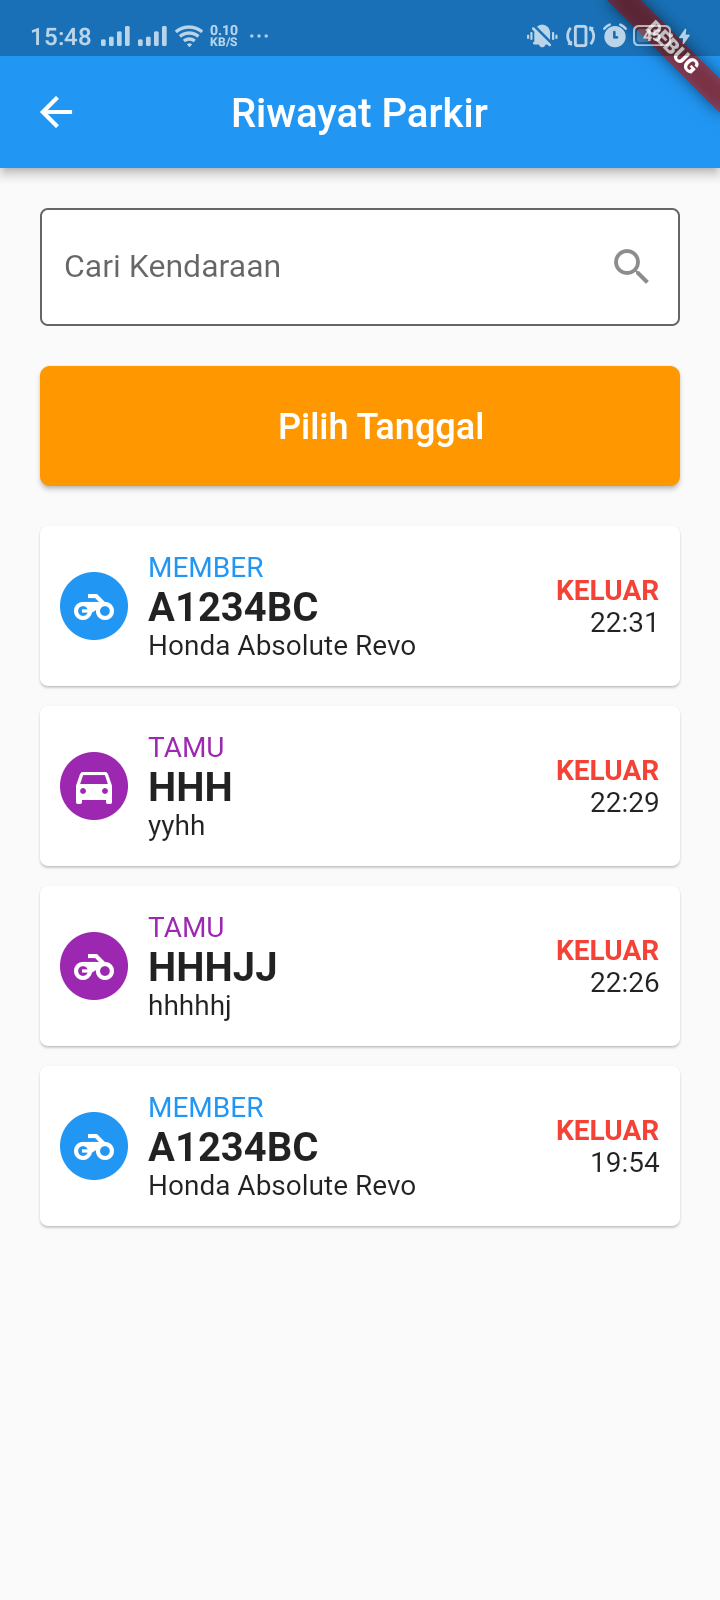 15:48 0.10 KB/S ...
DEBUG
Riwayat Parkir
Cari Kendaraan
Pilih Tanggal
MEMBER
A1234BC
Honda Absolute Revo
KELUAR
22:31
TAMU
HHH
yyhh
KELUAR
22:29
TAMU
HHHJJ
hhhhhj
KELUAR
22:26
MEMBER
A1234BC
Honda Absolute Revo
KELUAR
19:54